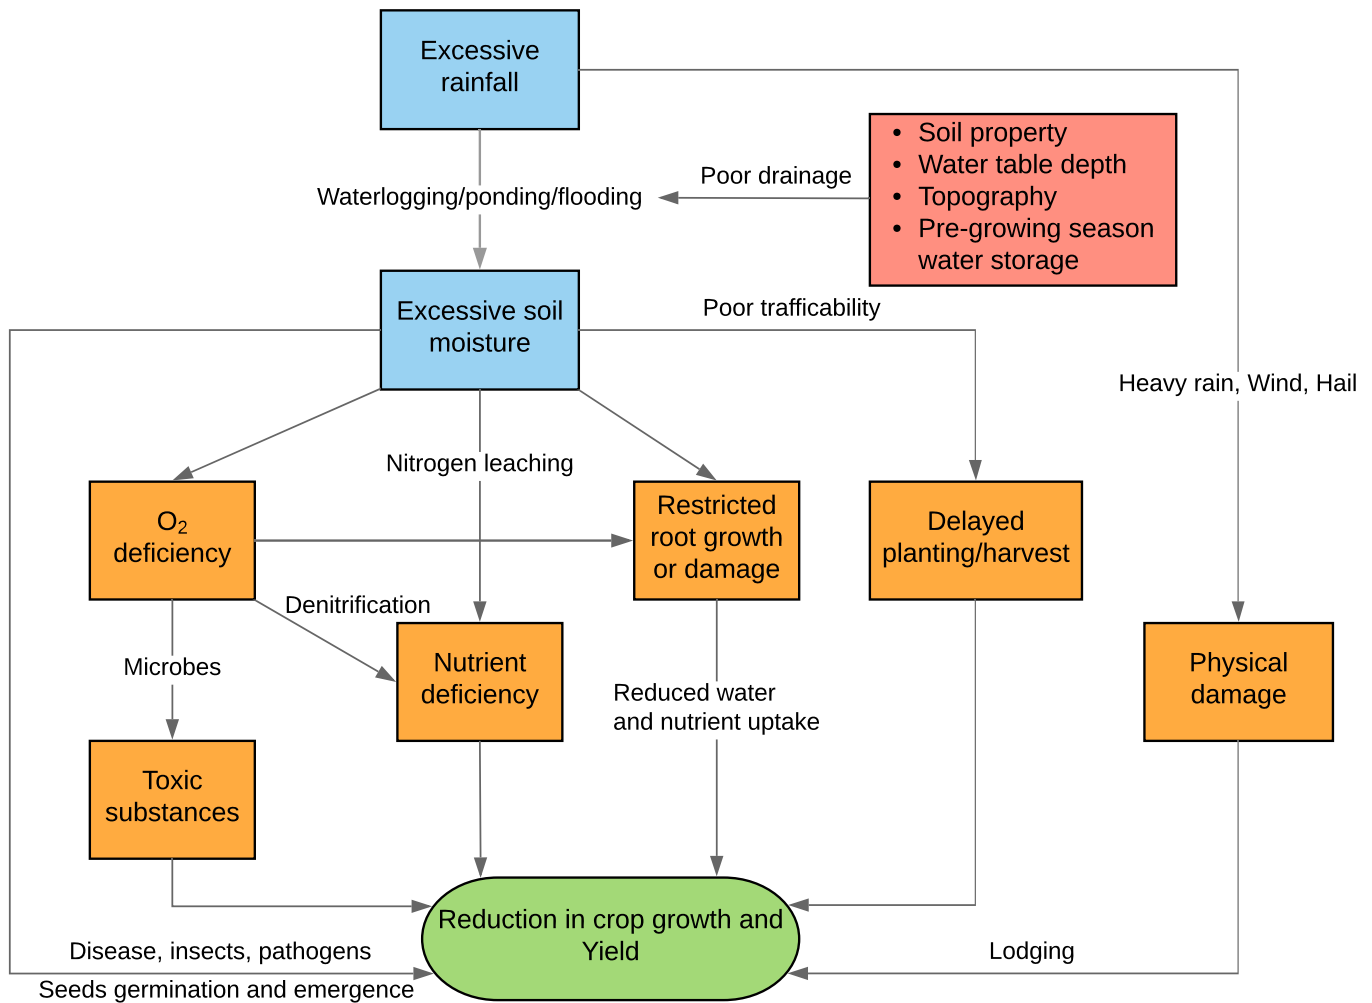 Excessive
rainfall
• Soil property
• Water table depth
• Topography
• Pre-growing season
water storage
Poor drainage
Waterlogging/ponding/flooding
Excessive soil
moisture
Poor trafficability
Heavy rain, Wind, Hail
Nitrogen leaching
O₂
deficiency
Restricted
root growth
or damage
Delayed
planting/harvest
Denitrification
Microbes
Nutrient
deficiency
Reduced water
and nutrient uptake
Physical
damage
Toxic
substances
Reduction in crop growth and
Yield
Disease, insects, pathogens
Seeds germination and emergence
Lodging